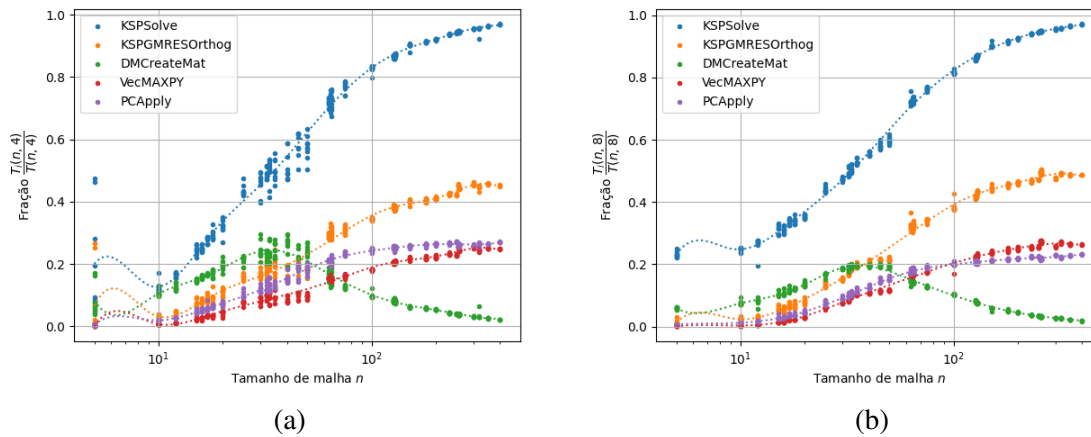 Fração T_i(n, 4) / T(n, 4)
1.0
0.8
0.6
0.4
0.2
0.0
KSPSolve
KSPGMRESOrthog
DMCreateMat
VecMAXPY
PCApply
10^1
10^2
Tamanho de malha n
(a)
Fração T_i(n, 8) / T(n, 8)
1.0
0.8
0.6
0.4
0.2
0.0
KSPSolve
KSPGMRESOrthog
DMCreateMat
VecMAXPY
PCApply
10^1
10^2
Tamanho de malha n
(b)